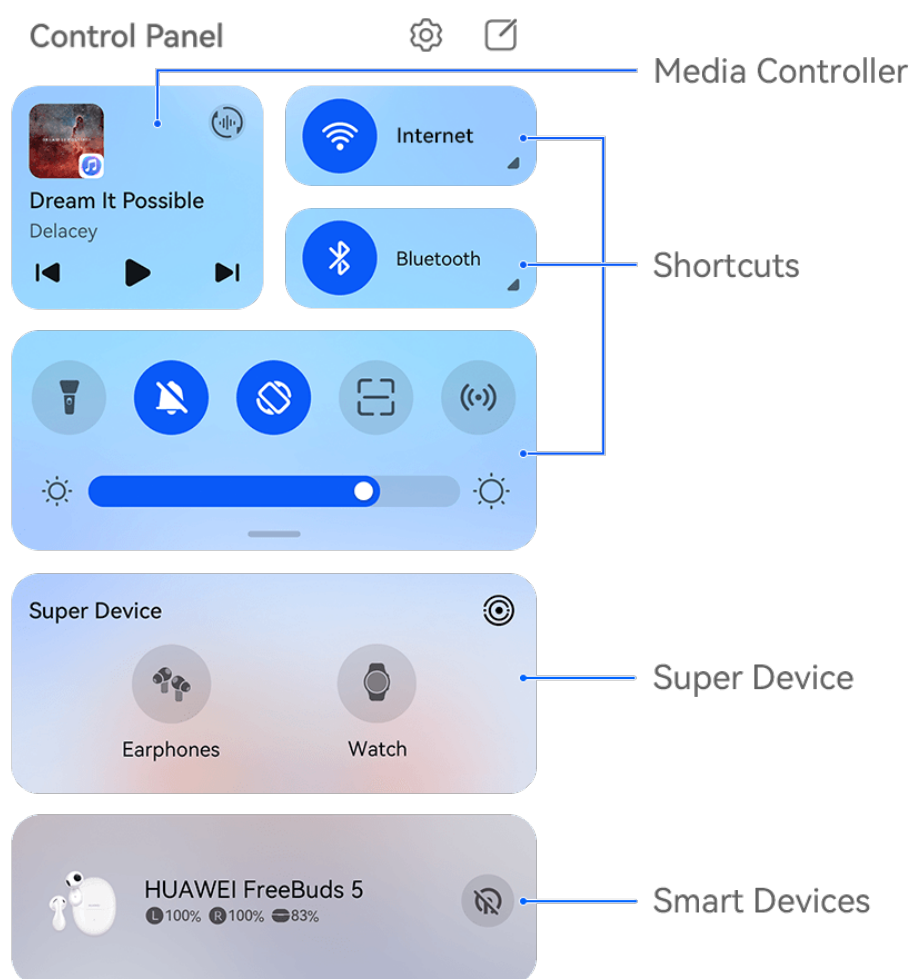 Control Panel
Media Controller
Internet
Dream It Possible
Delacey
Bluetooth
Shortcuts
Super Device
Earphones
Watch
Super Device
HUAWEI FreeBuds 5
L 100% R 100% 83%
Smart Devices